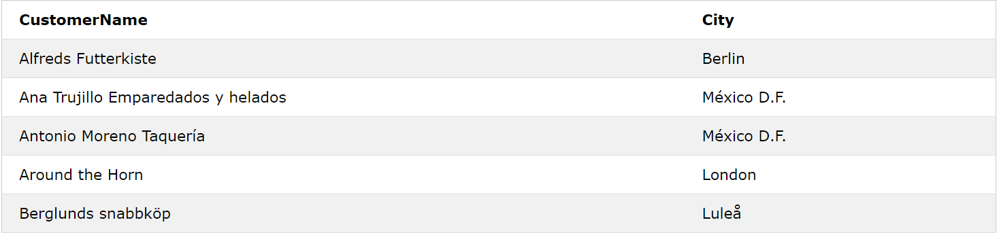 CustomerName City
Alfreds Futterkiste Berlin
Ana Trujillo Emparedados y helados México D.F.
Antonio Moreno Taquería México D.F.
Around the Horn London
Berglunds snabbköp Luleå